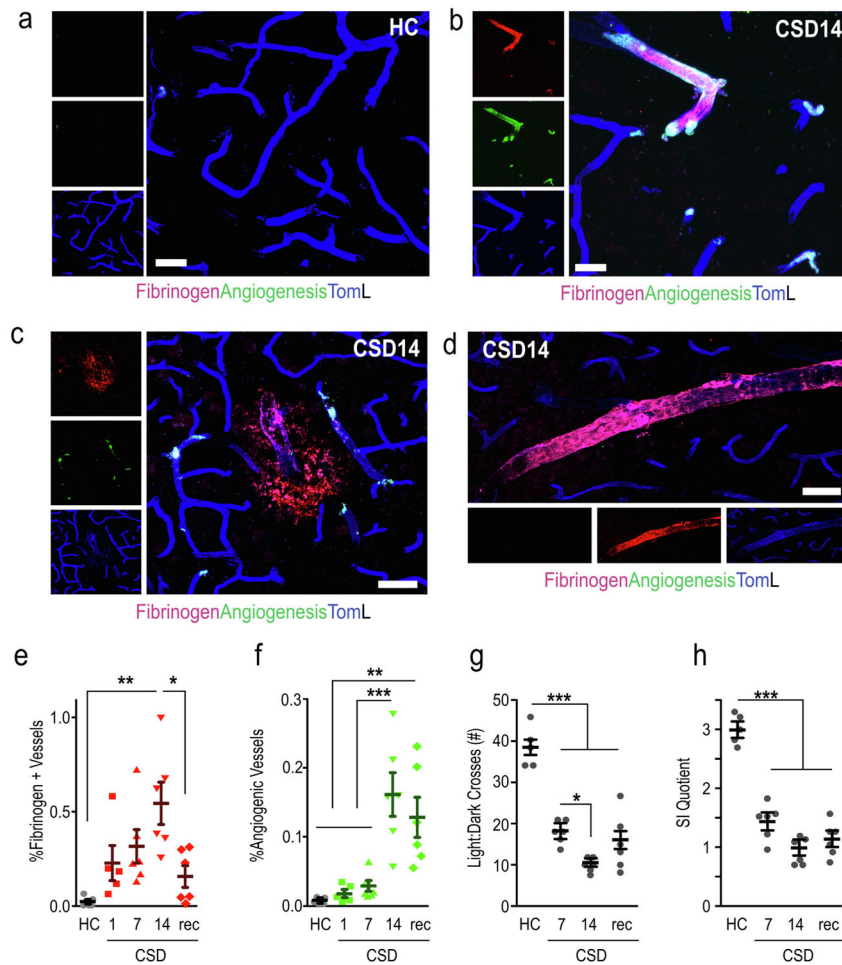 a
HC
FibrinogenAngiogenesisTomL
b
CSD14
FibrinogenAngiogenesisTomL
c
CSD14
FibrinogenAngiogenesisTomL
d
CSD14
FibrinogenAngiogenesisTomL
e
%Fibrinogen + Vessels
1.0
0.5
0.0
** *
HC 1 7 14 rec
CSD
f
%Angiogenic Vessels
0.3
0.2
0.1
0.0
**
***
HC 1 7 14 rec
CSD
g
Light:Dark Crosses (#)
50
40
30
20
10
0
***
*
HC 7 14 rec
CSD
h
SI Quotient
3
2
1
0
***
HC 7 14 rec
CSD